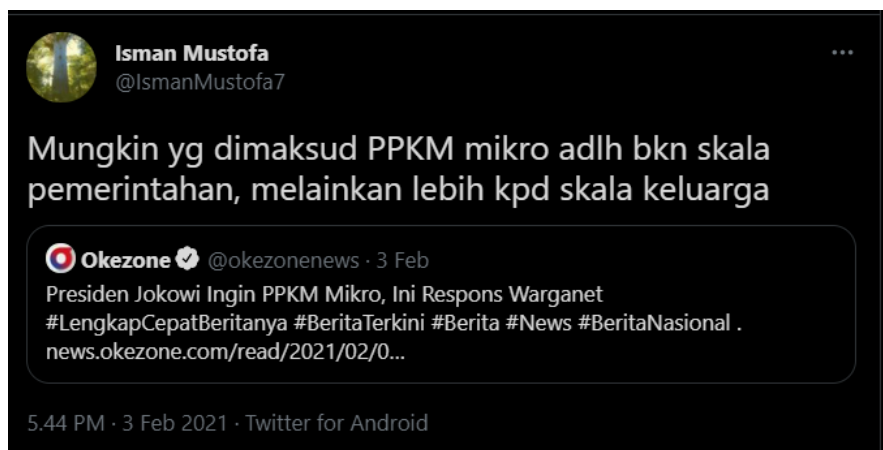 Isman Mustofa
@IsmanMustofa7
Mungkin yg dimaksud PPKM mikro adlh bkn skala
pemerintahan, melainkan lebih kpd skala keluarga
Okezone @okezonenews · 3 Feb
Presiden Jokowi Ingin PPKM Mikro, Ini Respons Warganet
#LengkapCepatBeritanya #BeritaTerkini #Berita #News #BeritaNasional .
news.okezone.com/read/2021/02/0...
5.44 PM · 3 Feb 2021 · Twitter for Android